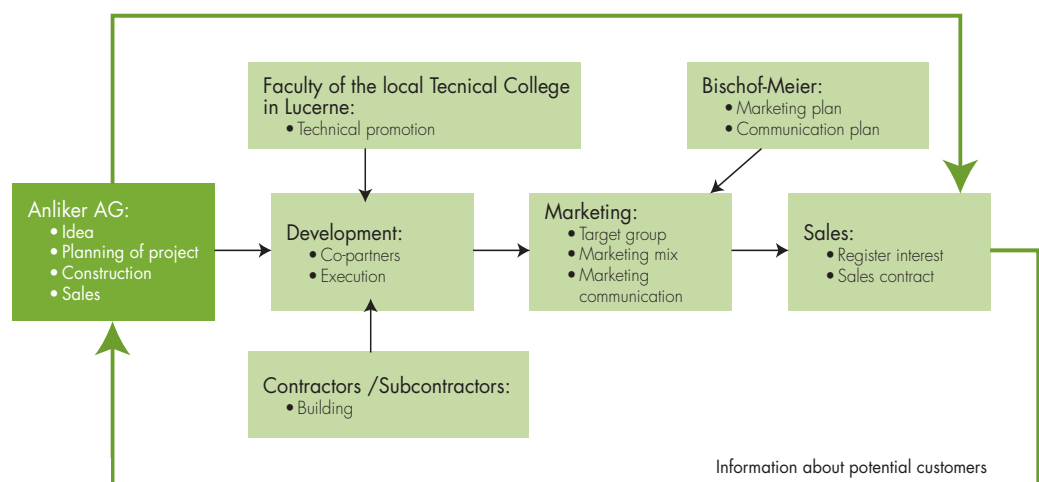 Faculty of the local Tecnical College
in Lucerne:
• Technical promotion
Bischof-Meier:
• Marketing plan
• Communication plan
Anliker AG:
• Idea
• Planning of project
• Construction
• Sales
Development:
• Co-partners
• Execution
Marketing:
• Target group
• Marketing mix
• Marketing
communication
Sales:
• Register interest
• Sales contract
Contractors /Subcontractors:
• Building
Information about potential customers